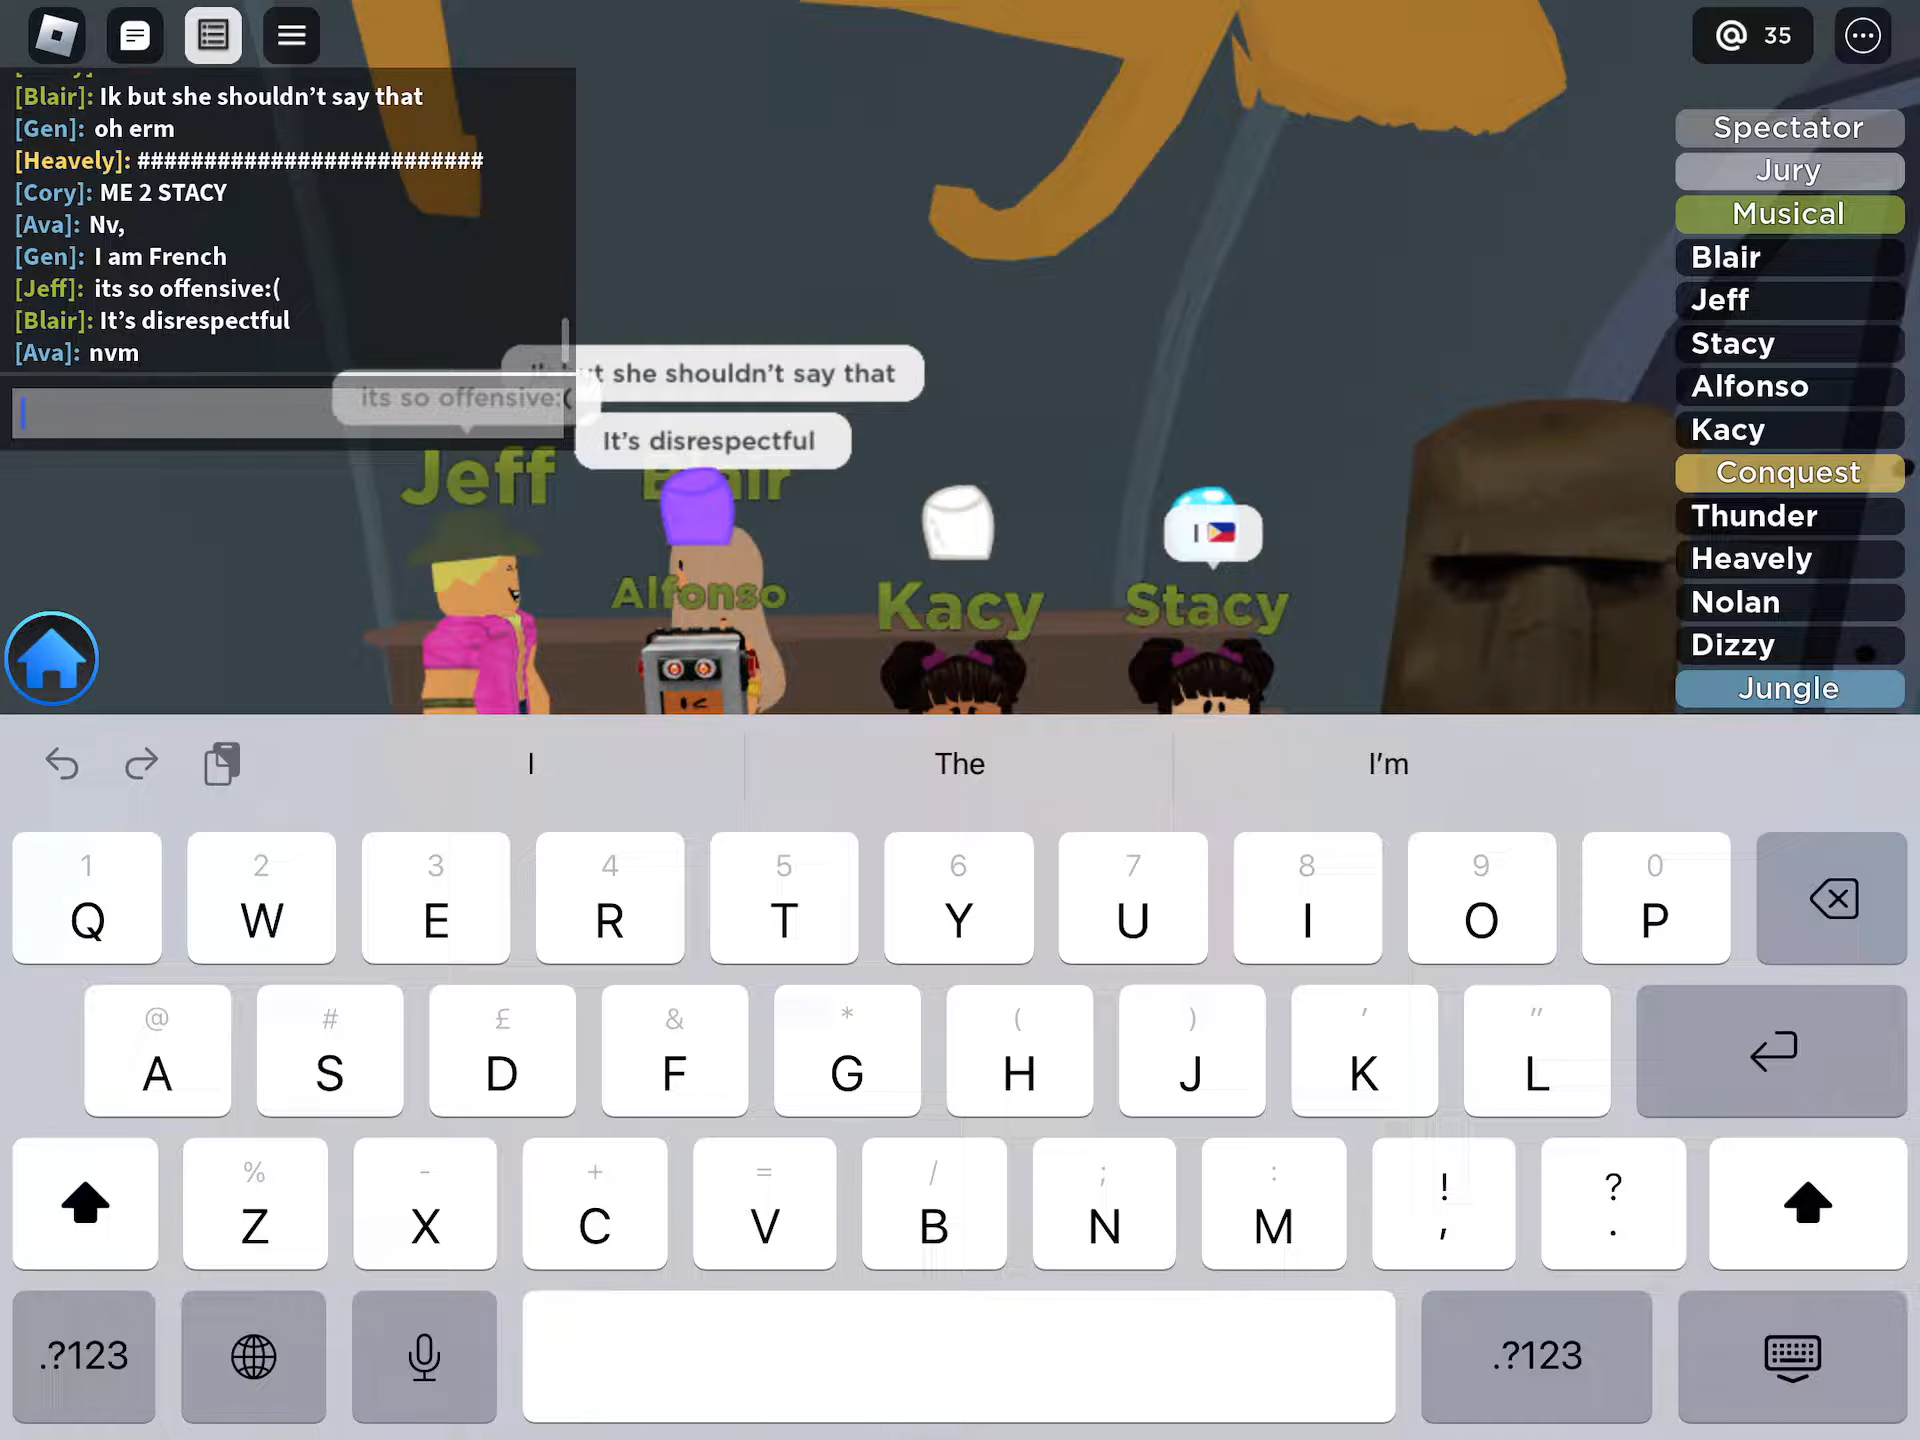 @ 35
[Blair]: Ik but she shouldn't say that
[Gen]: oh erm
[Heavely]: ##########################
[Cory]: ME 2 STACY
[Ava]: Nv,
[Gen]: I am French
[Jeff]: its so offensive:(
[Blair]: It's disrespectful
[Ava]: nvm
but she shouldn't say that
its so offensive:(
It's disrespectful
Jeff
Blair
I 🇵🇭
Alfonso
Kacy
Stacy
Spectator
Jury
Musical
Blair
Jeff
Stacy
Alfonso
Kacy
Conquest
Thunder
Heavely
Nolan
Dizzy
Jungle
I The I'm
1 2 3 4 5 6 7 8 9 0
Q W E R T Y U I O P
@ # £ & * ( ) ' "
A S D F G H J K L
% - + = / ; : ! ?
Z X C V B N M , .
.?123 .?123